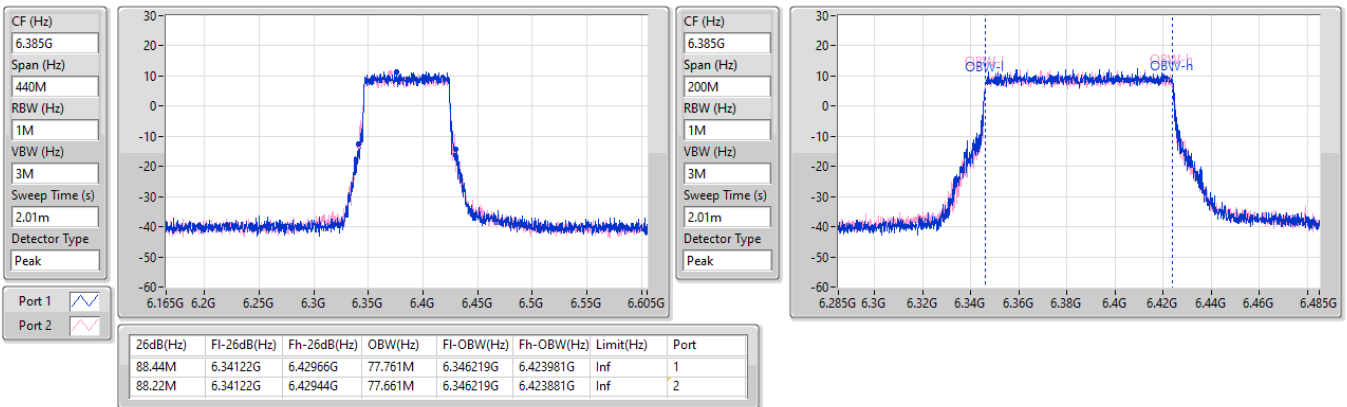 CF (Hz)
6.385G
Span (Hz)
440M
RBW (Hz)
1M
VBW (Hz)
3M
Sweep Time (s)
2.01m
Detector Type
Peak
Port 1
Port 2
30
20
10
0
-10
-20
-30
-40
-50
-60
6.165G 6.2G 6.25G 6.3G 6.35G 6.4G 6.45G 6.5G 6.55G 6.605G
CF (Hz)
6.385G
Span (Hz)
200M
RBW (Hz)
1M
VBW (Hz)
3M
Sweep Time (s)
2.01m
Detector Type
Peak
30
20
10
0
-10
-20
-30
-40
-50
-60
OBW-l OBW-h
OBW-l OBW-h
6.285G 6.3G 6.32G 6.34G 6.36G 6.38G 6.4G 6.42G 6.44G 6.46G 6.485G
26dB(Hz) Fl-26dB(Hz) Fh-26dB(Hz) OBW(Hz) Fl-OBW(Hz) Fh-OBW(Hz) Limit(Hz) Port
88.44M 6.34122G 6.42966G 77.761M 6.346219G 6.423981G Inf 1
88.22M 6.34122G 6.42944G 77.661M 6.346219G 6.423881G Inf 2